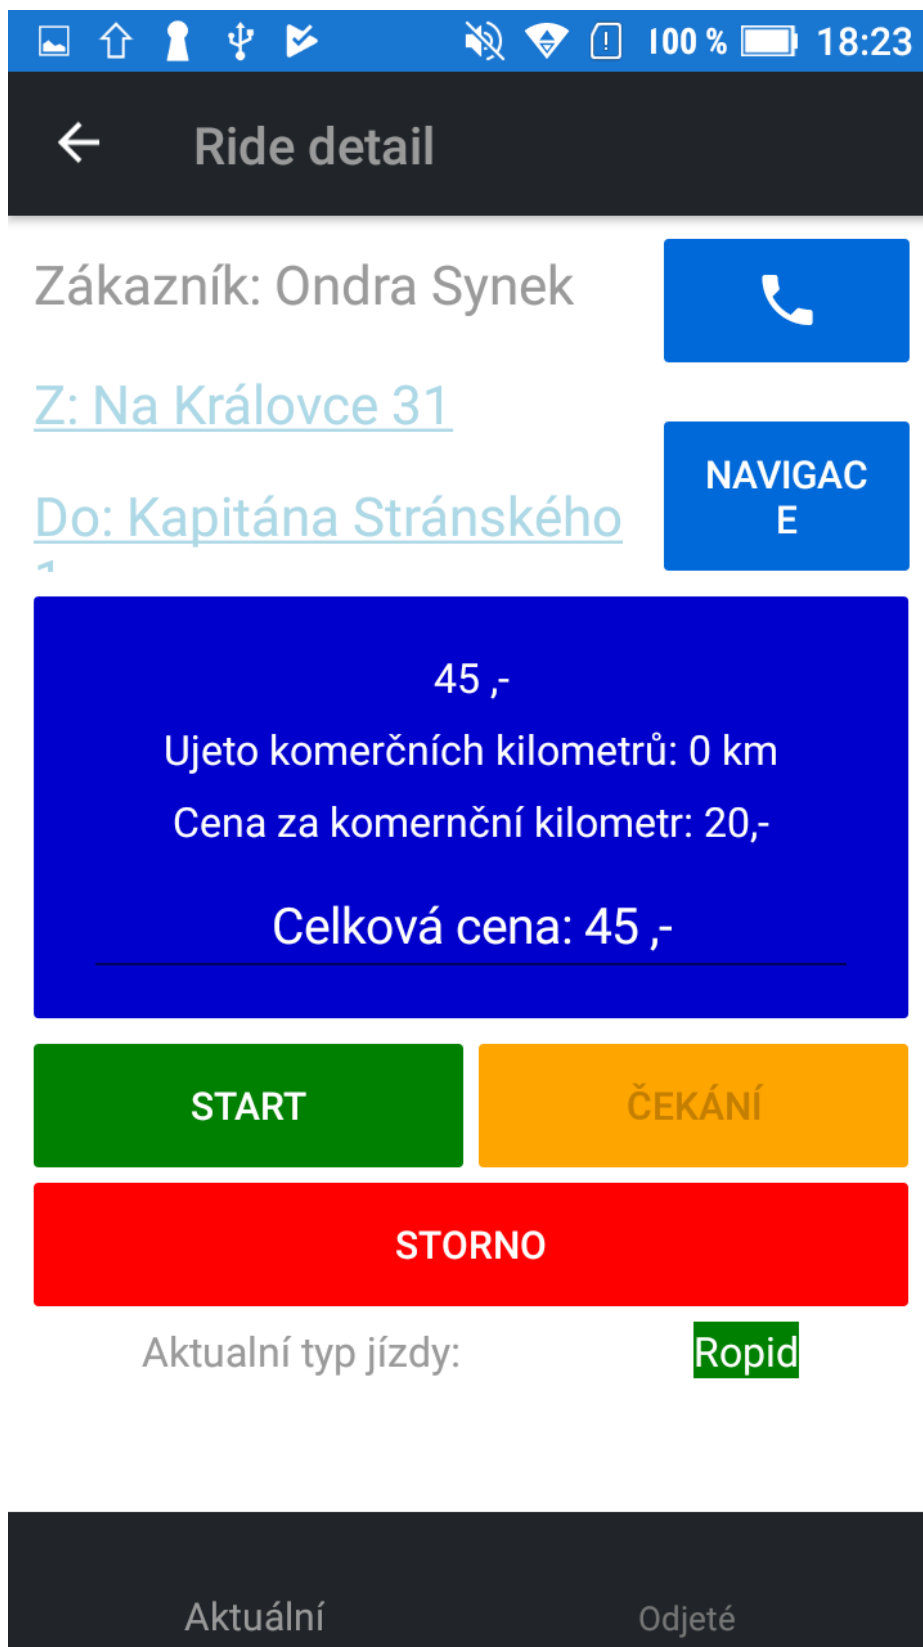 100 % 18:23
Ride detail
Zákazník: Ondra Synek
Z: Na Královce 31
Do: Kapitána Stránského
NAVIGAC
E
45 ,-
Ujeto komerčních kilometrů: 0 km
Cena za komernční kilometr: 20,-
Celková cena: 45 ,-
START ČEKÁNÍ
STORNO
Aktualní typ jízdy: Ropid
Aktuální Odjeté